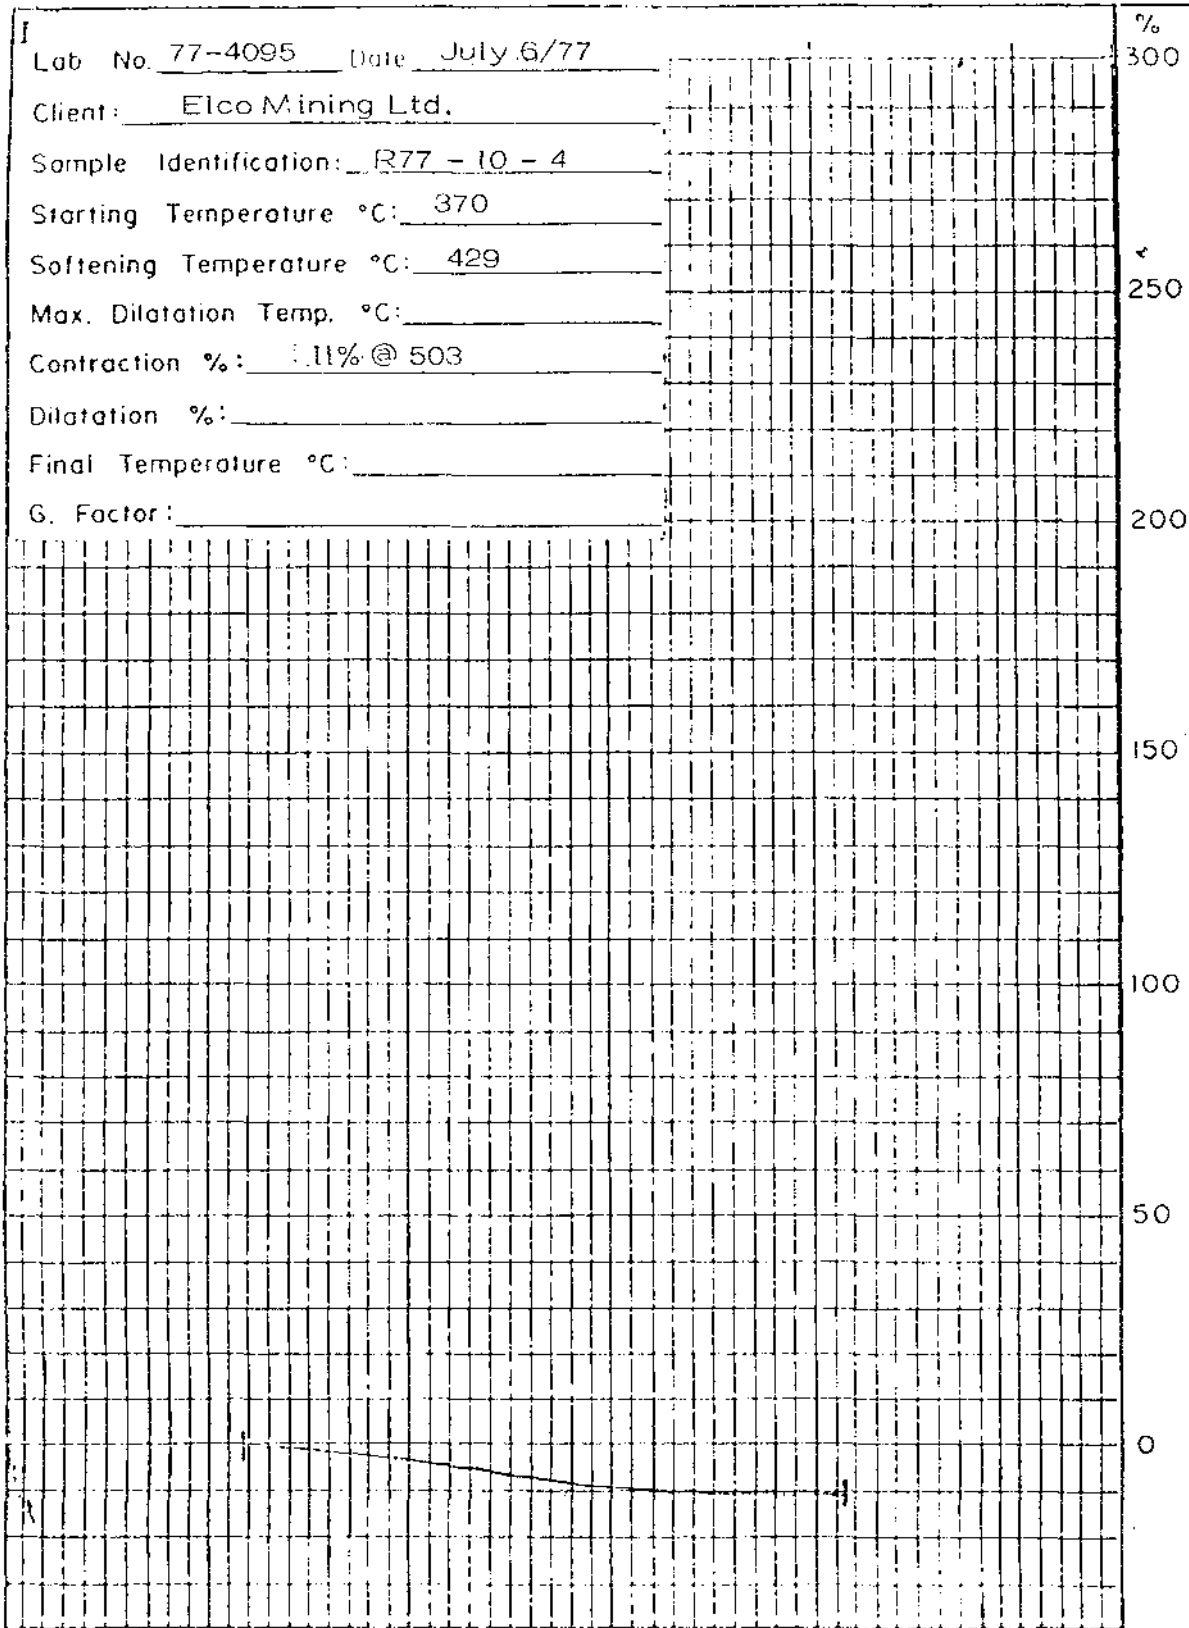 Lab No. 77-4095 Date July 6/77
Client: Elco Mining Ltd.
Sample Identification: R77 - 10 - 4
Starting Temperature °C: 370
Softening Temperature °C: 429
Max. Dilatation Temp. °C:
Contraction %: 11% @ 503
Dilatation %:
Final Temperature °C:
G. Factor:
%
300
250
200
150
100
50
0